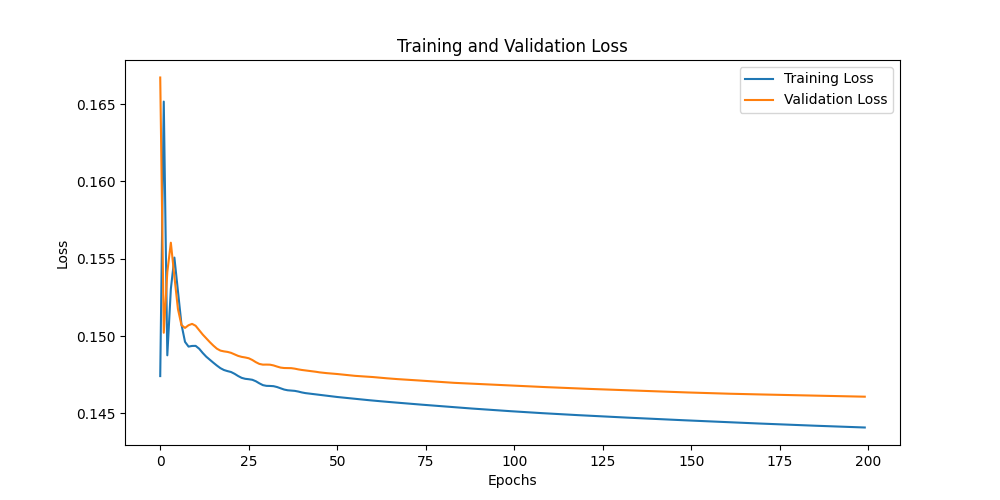 Training and Validation Loss
Training Loss
Validation Loss
0.165
0.160
0.155
0.150
0.145
Loss
0 25 50 75 100 125 150 175 200
Epochs